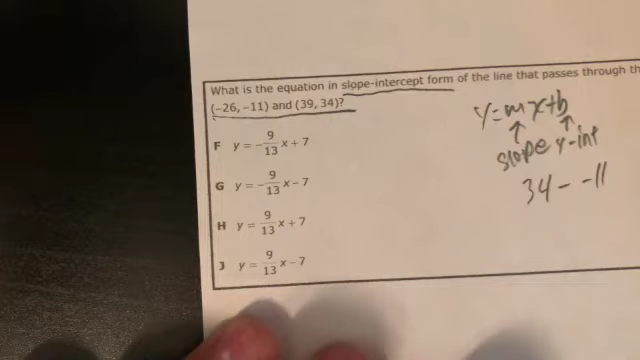 What is the equation in slope-intercept form of the line that passes through th
(−26, −11) and (39, 34)?
F y = −9/13 x + 7
G y = −9/13 x − 7
H y = 9/13 x + 7
J y = 9/13 x − 7
y=mx+b
slope y-int
34 - -11